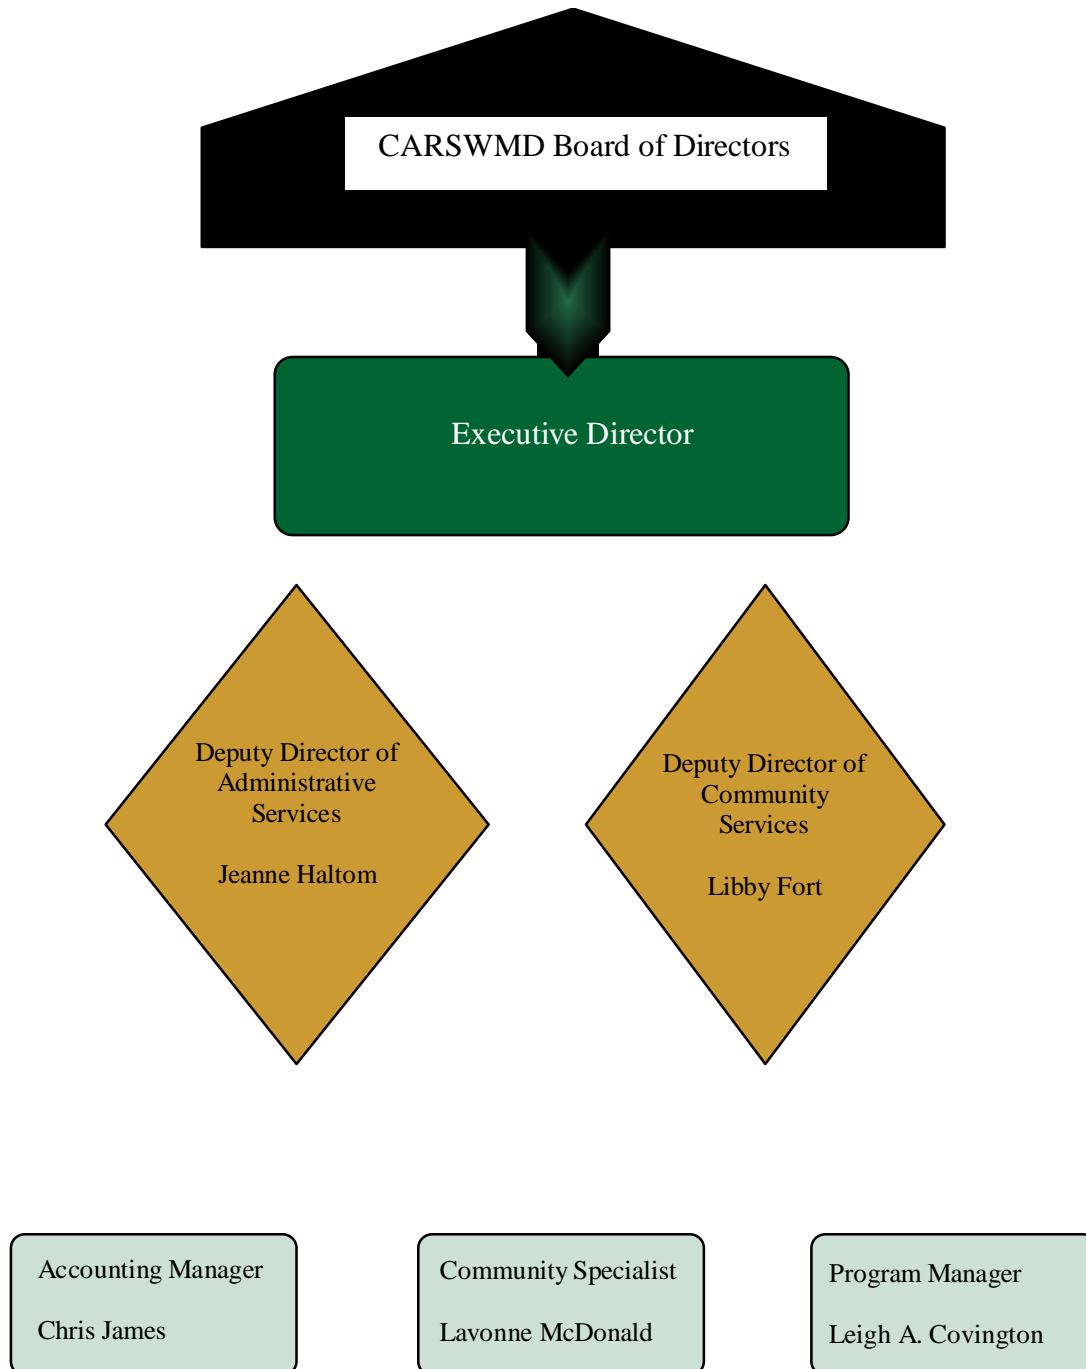 CARSWMD Board of Directors
Executive Director
Deputy Director of
Administrative
Services
Jeanne Haltom
Deputy Director of
Community
Services
Libby Fort
Accounting Manager
Chris James
Community Specialist
Lavonne McDonald
Program Manager
Leigh A. Covington